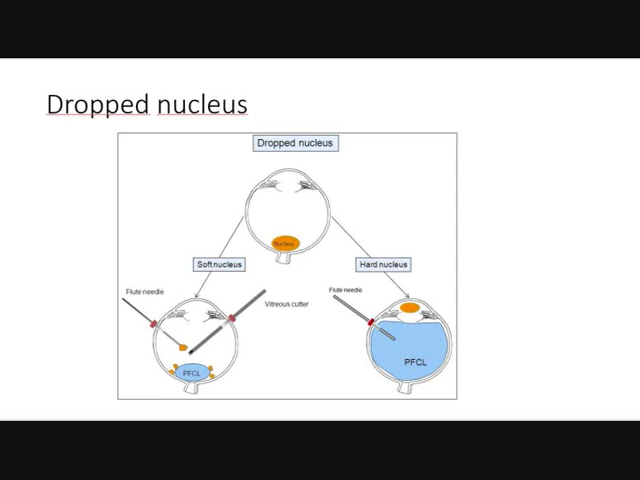 Dropped nucleus
Dropped nucleus
Nucleus
Soft nucleus
Hard nucleus
Flute needle
Vitreous cutter
Flute needle
PFCL
PFCL